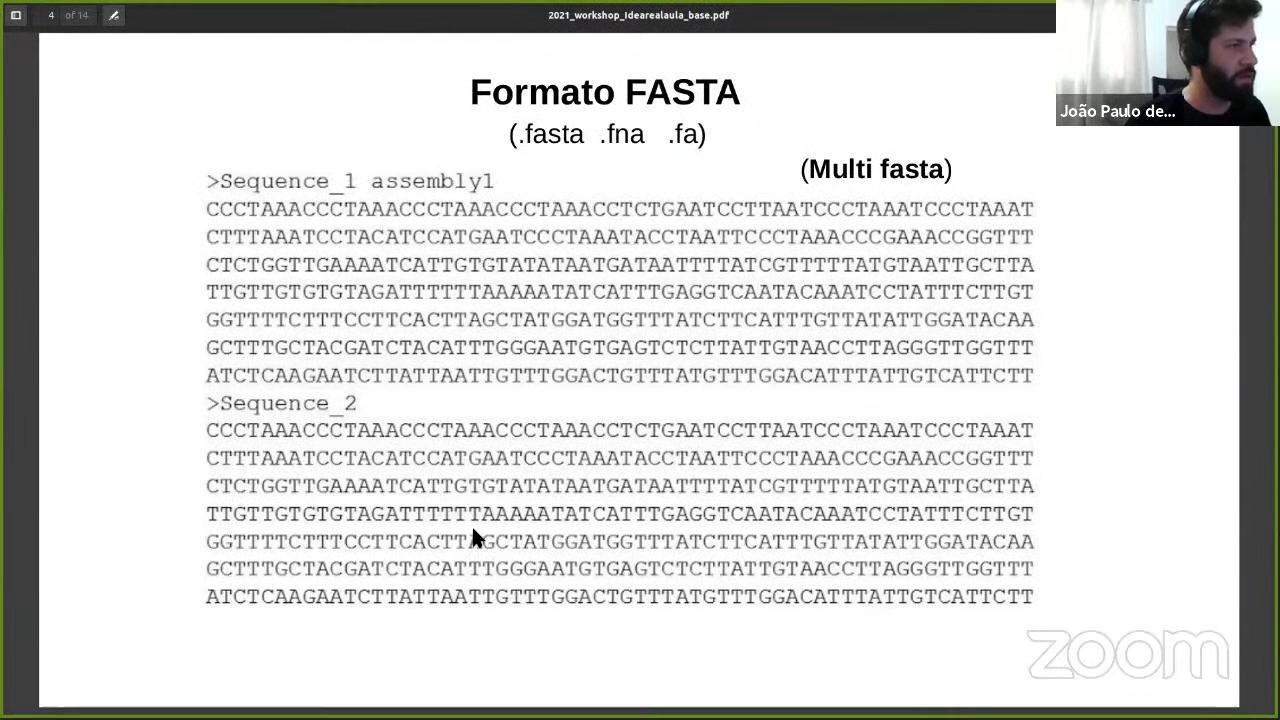 4 of 14
2021_workshop_Idearealaula_base.pdf
João Paulo de...
Formato FASTA
(.fasta .fna .fa)
(Multi fasta)
>Sequence_1 assembly1
CCCTAAACCCTAAACCCTAAACCCTAAACCTCTGAATCCTTAATCCCTAAATCCCTAAAT
CTTTAAATCCTACATCCATGAATCCCTAAATACCTAATTCCCTAAACCCGAAACCGGTTT
CTCTGGTTGAAAATCATTGTGTATATAATGATAATTTTATCGTTTTTATGTAATTGCTTA
TTGTTGTGTGTAGATTTTTTAAAAATATCATTTGAGGTCAATACAAATCCTATTTCTTGT
GGTTTTCTTTCCTTCACTTAGCTATGGATGGTTTATCTTCATTTGTTATATTGGATACAA
GCTTTGCTACGATCTACATTTGGGAATGTGAGTCTCTTATTGTAACCTTAGGGTTGGTTT
ATCTCAAGAATCTTATTAATTGTTTGGACTGTTTATGTTTGGACATTTATTGTCATTCTT
>Sequence_2
CCCTAAACCCTAAACCCTAAACCCTAAACCTCTGAATCCTTAATCCCTAAATCCCTAAAT
CTTTAAATCCTACATCCATGAATCCCTAAATACCTAATTCCCTAAACCCGAAACCGGTTT
CTCTGGTTGAAAATCATTGTGTATATAATGATAATTTTATCGTTTTTATGTAATTGCTTA
TTGTTGTGTGTAGATTTTTTAAAAATATCATTTGAGGTCAATACAAATCCTATTTCTTGT
GGTTTTCTTTCCTTCACTTAGCTATGGATGGTTTATCTTCATTTGTTATATTGGATACAA
GCTTTGCTACGATCTACATTTGGGAATGTGAGTCTCTTATTGTAACCTTAGGGTTGGTTT
ATCTCAAGAATCTTATTAATTGTTTGGACTGTTTATGTTTGGACATTTATTGTCATTCTT
zoom